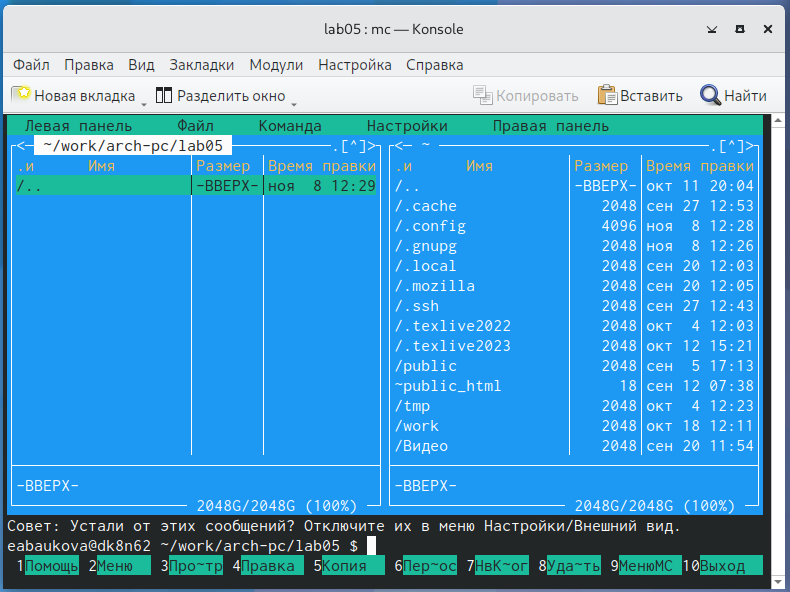 lab05 : mc — Konsole
Файл Правка Вид Закладки Модули Настройка Справка
Новая вкладка Разделить окно Копировать Вставить Найти
Левая панель Файл Команда Настройки Правая панель
<- ~/work/arch-pc/lab05 .[^]> <- ~ .[^]>
.и Имя Размер Время правки .и Имя Размер Время правки
/.. -ВВЕРХ- ноя 8 12:29 /.. -ВВЕРХ- окт 11 20:04
/.cache 2048 сен 27 12:53
/.config 4096 ноя 8 12:28
/.gnupg 2048 ноя 8 12:26
/.local 2048 сен 20 12:03
/.mozilla 2048 сен 20 12:05
/.ssh 2048 сен 27 12:43
/.texlive2022 2048 окт 4 12:03
/.texlive2023 2048 окт 12 15:21
/public 2048 сен 5 17:13
~public_html 18 сен 12 07:38
/tmp 2048 окт 4 12:23
/work 2048 окт 18 12:11
/Видео 2048 сен 20 11:54
-ВВЕРХ- -ВВЕРХ-
2048G/2048G (100%) 2048G/2048G (100%)
Совет: Устали от этих сообщений? Отключите их в меню Настройки/Внешний вид.
eabaukova@dk8n62 ~/work/arch-pc/lab05 $
1Помощь 2Меню 3Про~тр 4Правка 5Копия 6Пер~ос 7НвК~ог 8Уда~ть 9МенюМС 10Выход